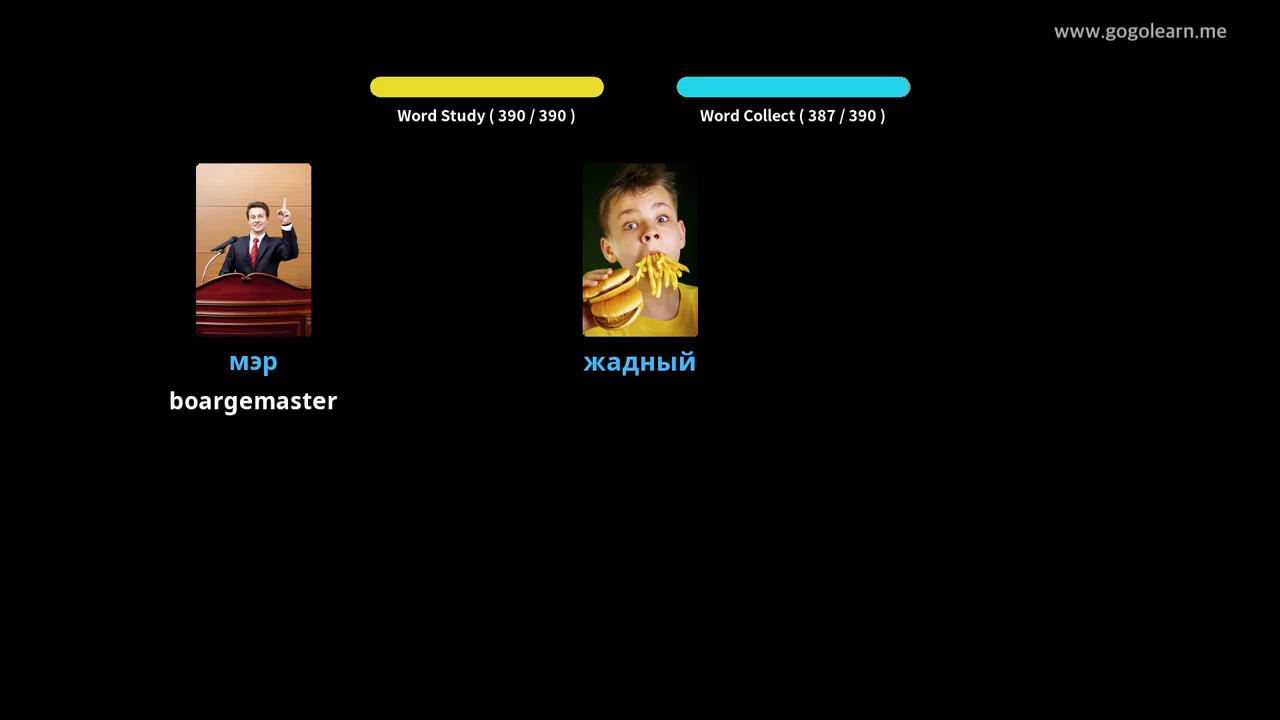 www.gogolearn.me
Word Study ( 390 / 390 )
Word Collect ( 387 / 390 )
мэр
жадный
boargemaster